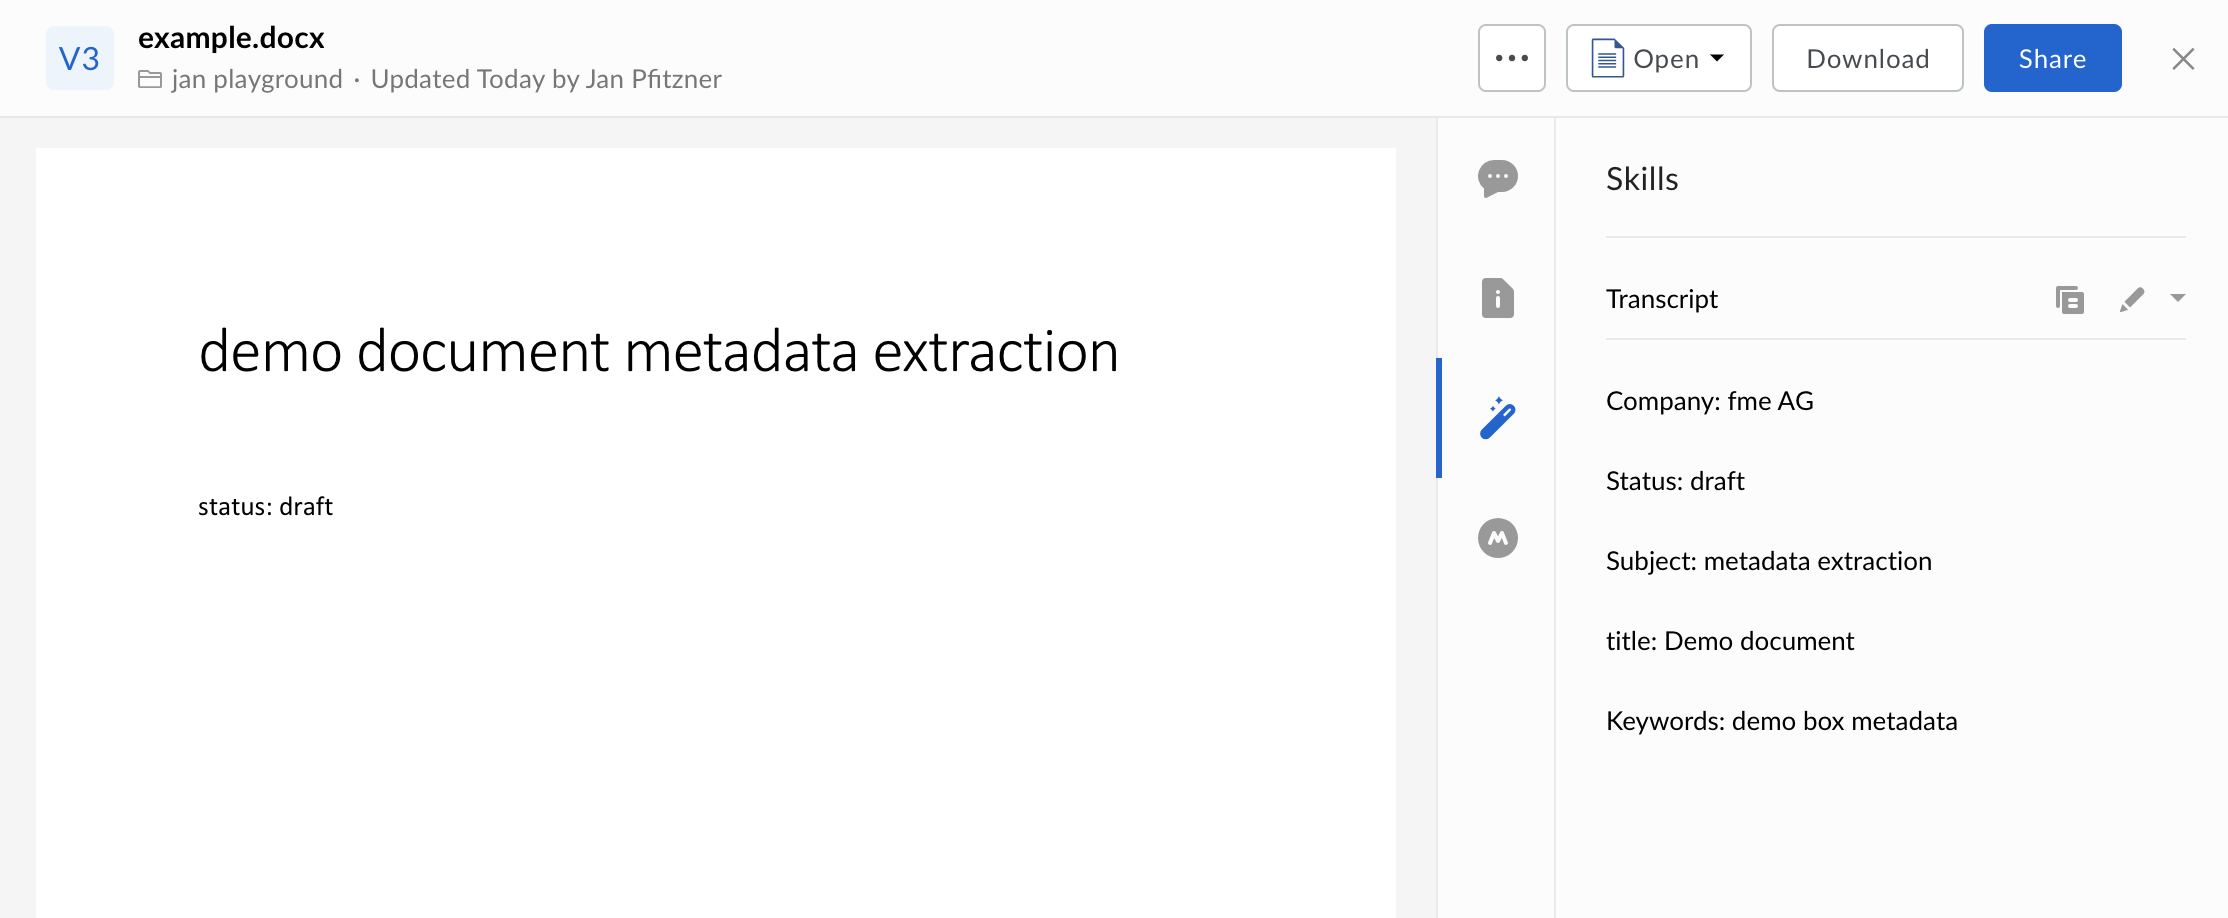 V3
example.docx
jan playground · Updated Today by Jan Pfitzner
Open
Download
Share
demo document metadata extraction
status: draft
Skills
Transcript
Company: fme AG
Status: draft
Subject: metadata extraction
title: Demo document
Keywords: demo box metadata